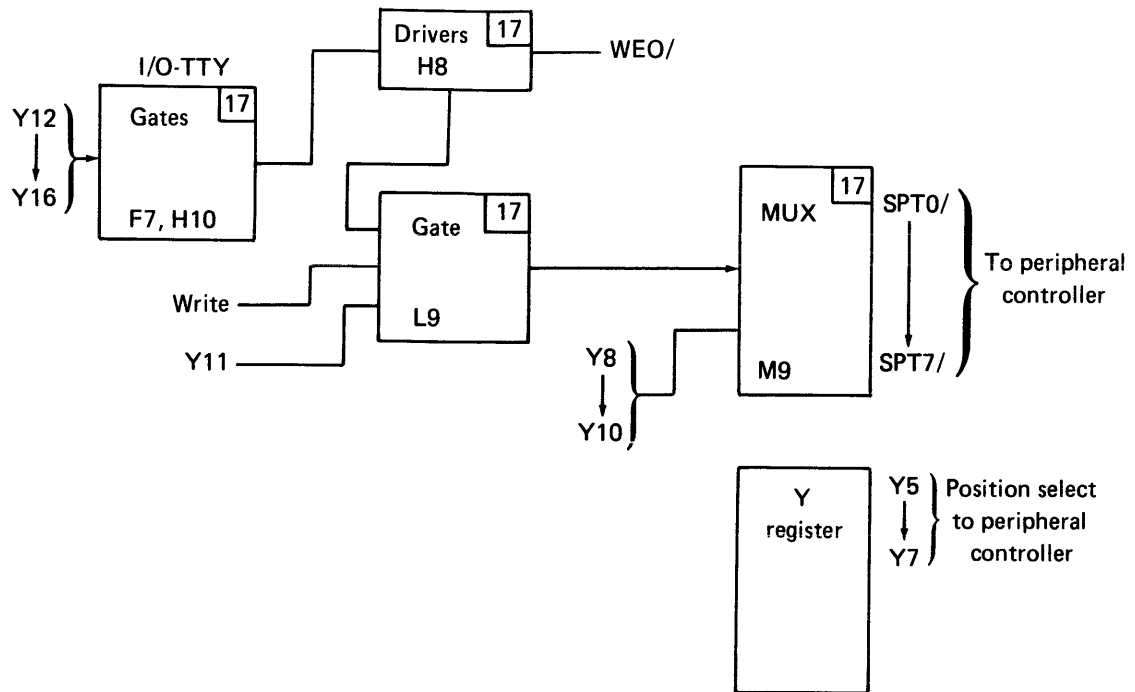 Drivers
17
H8
WEO/
I/O-TTY
Gates
17
F7, H10
Y12
Y16
Gate
17
L9
Write
Y11
MUX
17
M9
Y8
Y10
SPT0/
SPT7/
To peripheral
controller
Y
register
Y5
Y7
Position select
to peripheral
controller